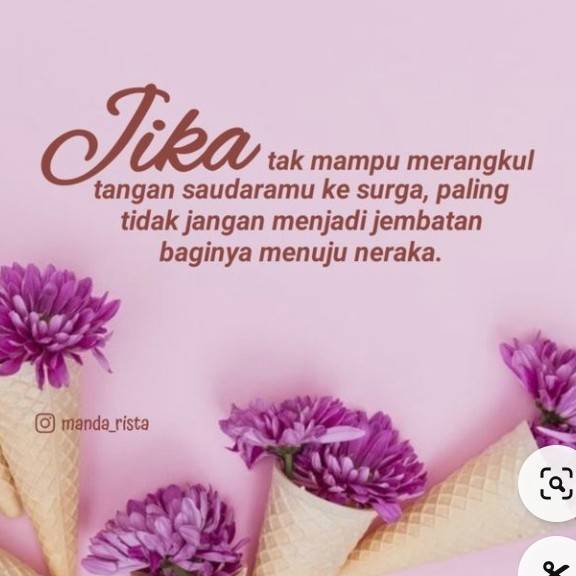 Jika tak mampu merangkul
tangan saudaramu ke surga, paling
tidak jangan menjadi jembatan
baginya menuju neraka.
manda_rista